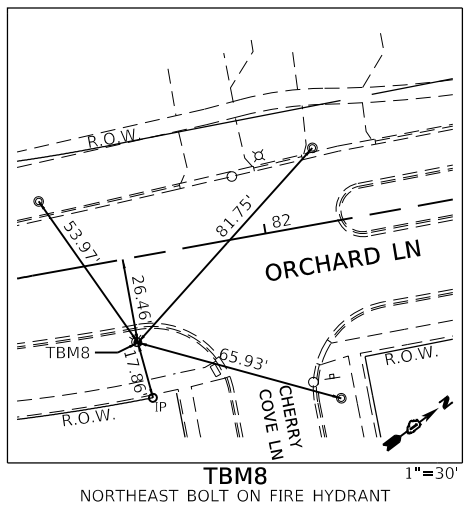 R.O.W.
53.97'
81.75'
82
ORCHARD LN
26.46'
TBM8
17.86'
65.93'
R.O.W.
IP
R.O.W.
CHERRY
COVE LN
N
TBM8
1"=30'
NORTHEAST BOLT ON FIRE HYDRANT